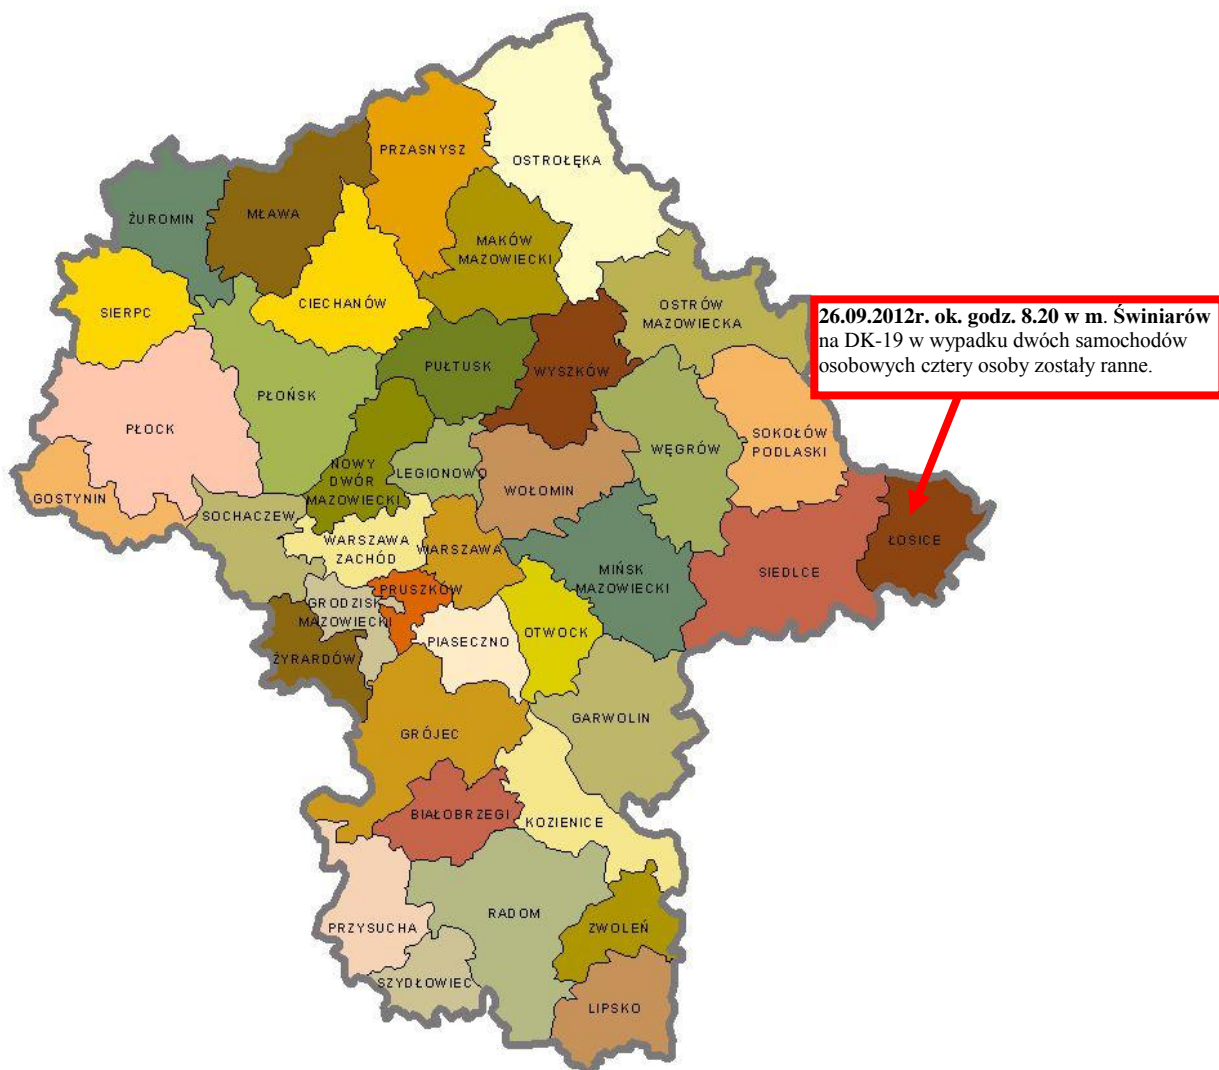 PRZASNYSZ
OSTROŁĘKA
ŻUROMIN
MŁAWA
MAKÓW
MAZOWIECKI
CIECHANÓW
SIERPC
OSTRÓW
MAZOWIECKA
26.09.2012r. ok. godz. 8.20 w m. Świniarów
na DK-19 w wypadku dwóch samochodów
osobowych cztery osoby zostały ranne.
PUŁTUSK
WYSZKÓW
PŁOŃSK
PŁOCK
SOKOŁÓW
PODLASKI
WĘGRÓW
NOWY
DWÓR
MAZOWIECKI
LEGIONOWO
WOŁOMIN
GOSTYNIN
SOCHACZEW
WARSZAWA
ZACHÓD
WARSZAWA
ŁOSICE
MIŃSK
MAZOWIECKI
SIEDLCE
PRUSZKÓW
GRODZISK
MAZOWIECKI
PIASECZNO
OTWOCK
ŻYRARDÓW
GARWOLIN
GRÓJEC
BIAŁOBRZEGI
KOZIENICE
RADOM
PRZYSUCHA
ZWOLEŃ
SZYDŁOWIEC
LIPSKO